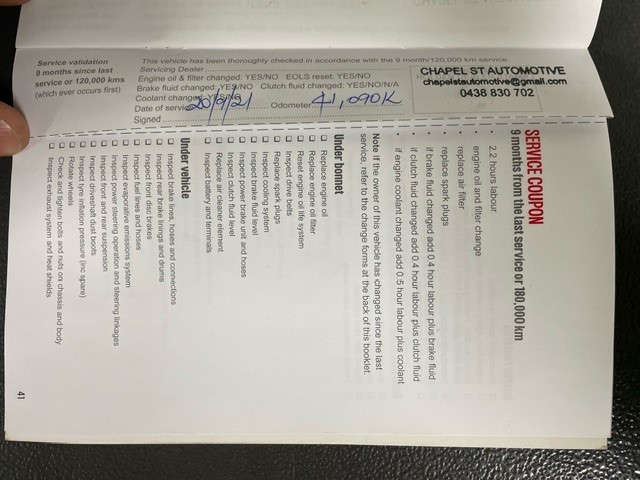 Service validation
9 months since last
service or 120,000 kms
(which ever occurs first)
This vehicle has been thoroughly checked in accordance with the 9 month/120,000 km service.
Servicing Dealer
Engine oil & filter changed: YES/NO EOLS reset: YES/NO
Brake fluid changed: YES/NO Clutch fluid changed: YES/NO/N/A
Coolant changed: YES/NO
Date of service 20/9/21 Odometer 41,090K
Signed
CHAPEL ST AUTOMOTIVE
chapelstautomotive@gmail.com
0438 830 702
SERVICE COUPON
9 months from the last service or 180,000 km
• 2.2 hours labour
engine oil and filter change
• replace air filter
• replace spark plugs
• if brake fluid changed add 0.4 hour labour plus brake fluid
• if clutch fluid changed add 0.4 hour labour plus clutch fluid
• if engine coolant changed add 0.5 hour labour plus coolant
Note If the owner of this vehicle has changed since the last
service, refer to the change forms at the back of this booklet.
Under bonnet
❑ Replace engine oil
❑ Replace engine oil filter
❑ Reset engine oil life system
❑ Inspect drive belts
❑ Replace spark plugs
❑ Inspect cooling system
❑ Inspect brake fluid level
❑ Inspect power brake unit and hoses
❑ Inspect clutch fluid level
❑ Replace air cleaner element
❑ Inspect battery and terminals
Under vehicle
❑ Inspect brake lines, hoses and connections
❑ Inspect rear brake linings and drums
❑ Inspect front disc brakes
❑ Inspect fuel lines and hoses
❑ Inspect evaporative emissions system
❑ Inspect power steering operation and steering linkages
❑ Inspect front and rear suspension
❑ Inspect driveshaft dust boots
❑ Inspect tyre inflation pressure (inc spare)
❑ Rotate wheels
❑ Check and tighten bolts and nuts on chassis and body
❑ Inspect exhaust system and heat shields
41